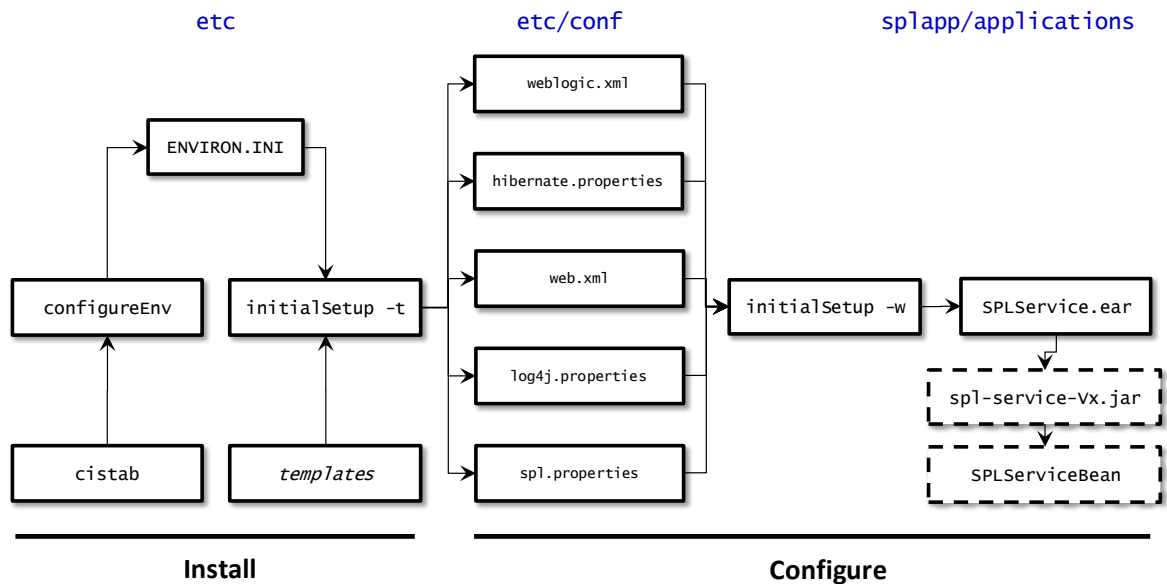 etc
etc/conf
splapp/applications
weblogic.xml
ENVIRON.INI
hibernate.properties
configureEnv
initialSetup -t
web.xml
initialSetup -w
SPLService.ear
log4j.properties
spl-service-Vx.jar
cistab
templates
spl.properties
SPLServiceBean
Install
Configure